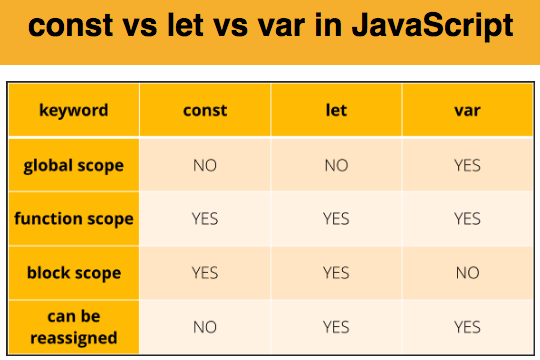 const vs let vs var in JavaScript
keyword const let var
global scope NO NO YES
function scope YES YES YES
block scope YES YES NO
can be
reassigned NO YES YES